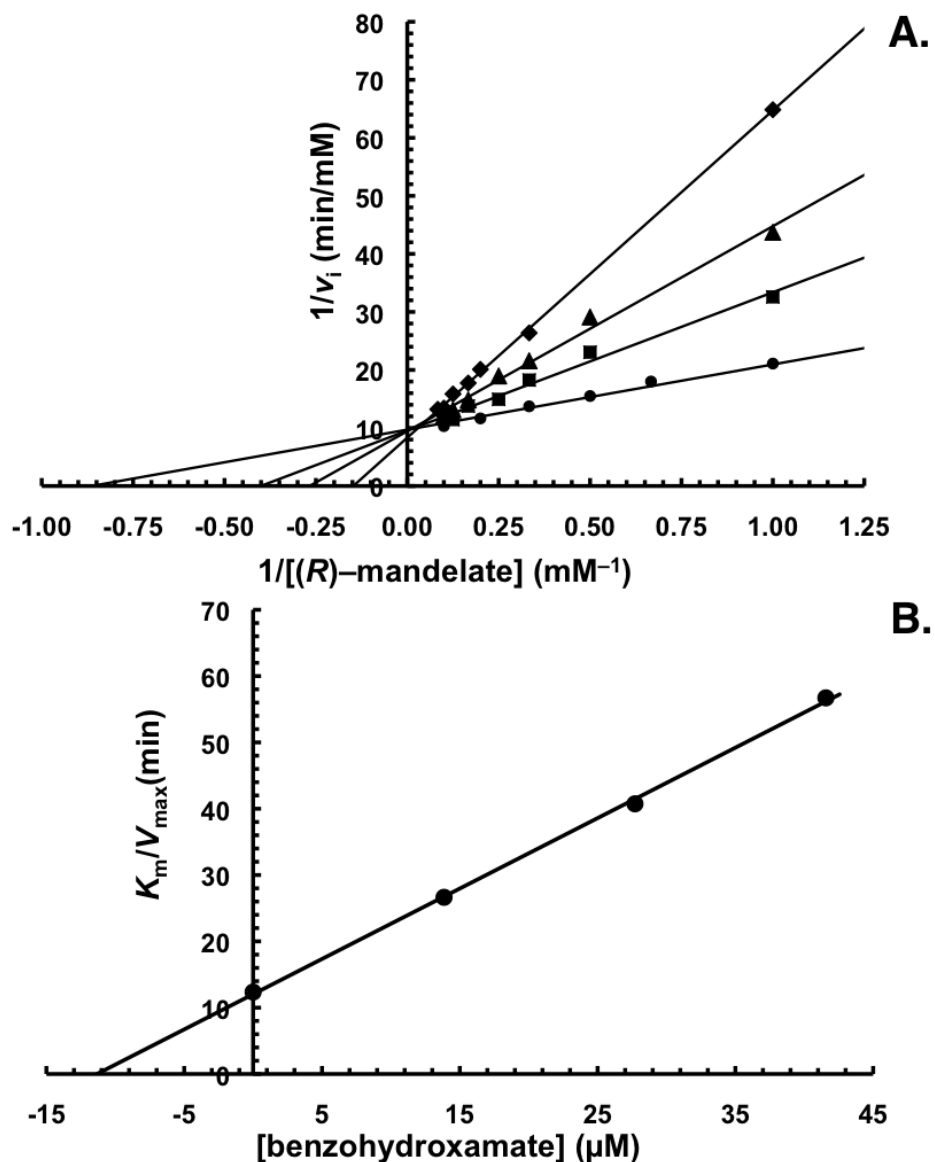 A.
80
70
60
50
40
30
20
10
0
1/vᵢ (min/mM)
-1.00 -0.75 -0.50 -0.25 0.00 0.25 0.50 0.75 1.00 1.25
1/[(R)–mandelate] (mM⁻¹)
B.
70
60
50
40
30
20
10
0
Kₘ/Vₘₐₓ(min)
-15 -5 5 15 25 35 45
[benzohydroxamate] (µM)